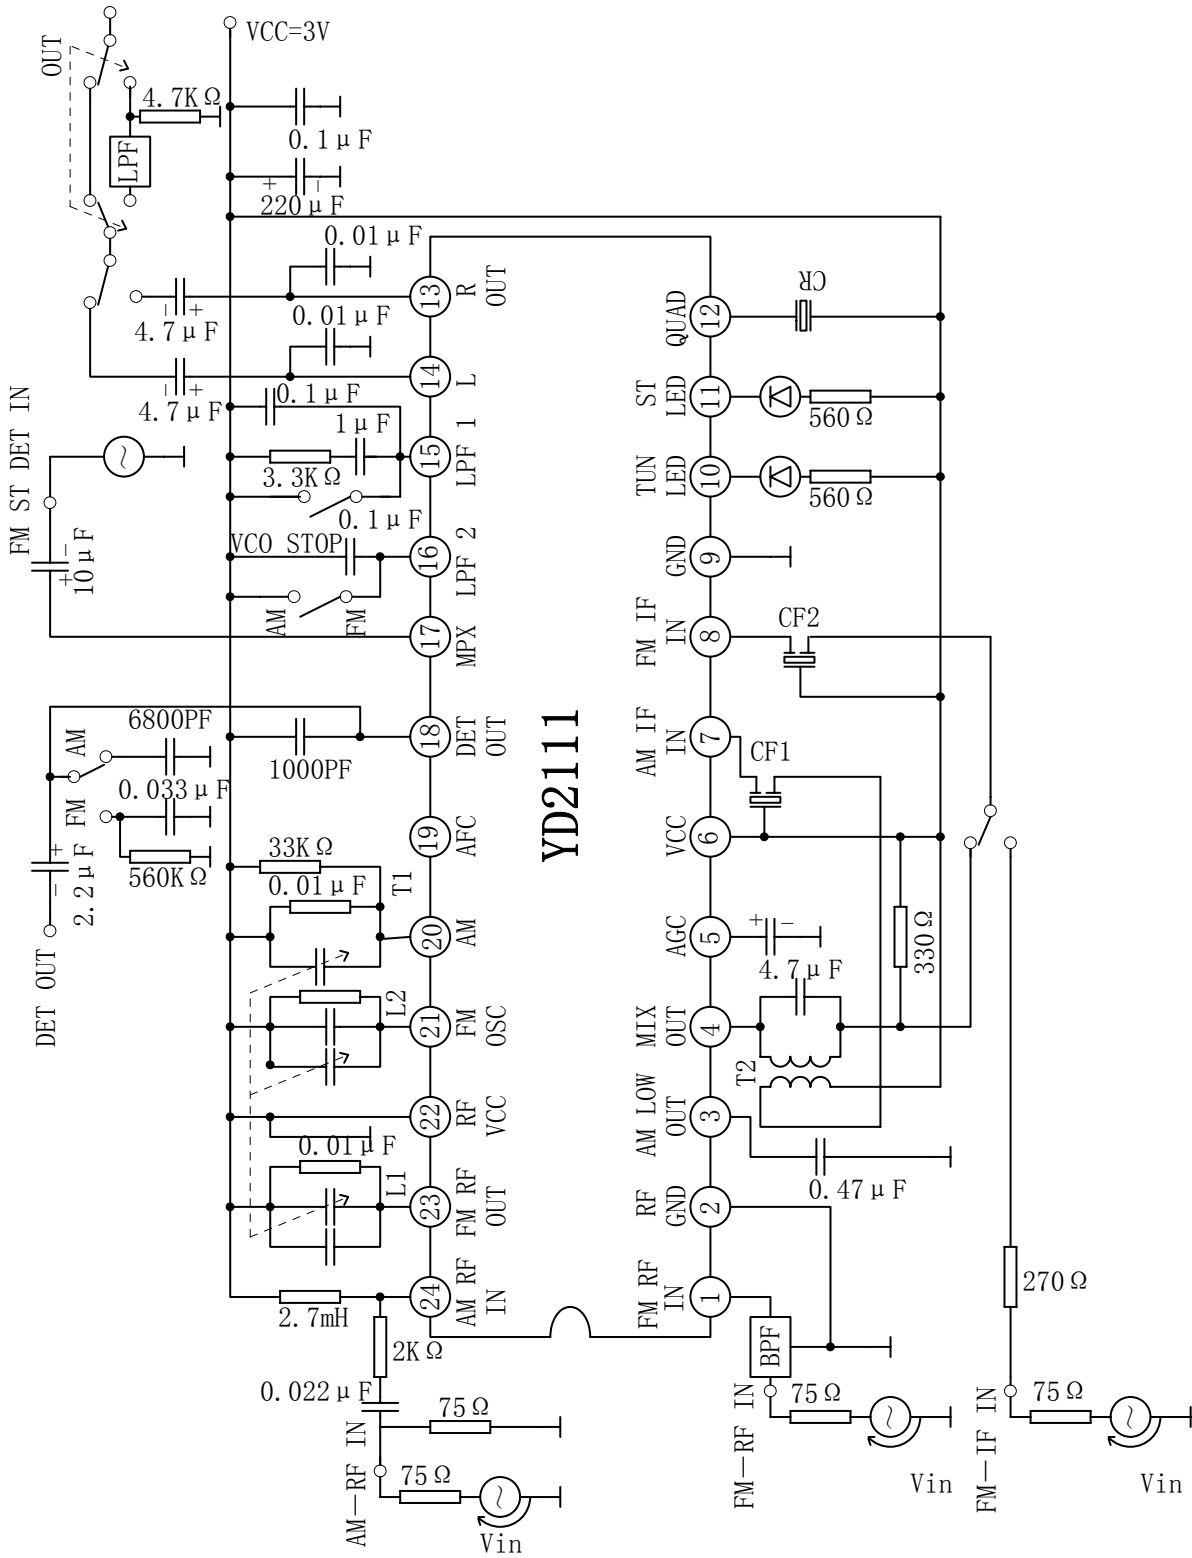 VCC=3V
OUT
4.7KΩ
LPF
0.1μF
+ -
220μF
0.01μF
13
R
OUT
- +
4.7μF
0.01μF
14
L
- +
4.7μF
0.1μF
1μF
15
LPF 1
3.3KΩ
0.1μF
FM ST DET IN
~
+ -
10μF
VCO STOP
16
LPF 2
AM
FM
17
MPX
6800PF
1000PF
18
DET
OUT
AM
0.033μF
FM
560KΩ
+ -
2.2μF
DET OUT
19
AFC
33KΩ
0.01μF
T1
20
AM
L2
21
FM
OSC
22
RF
VCC
0.01μF
L1
23
FM RF
OUT
24
AM RF
IN
2.7mH
2KΩ
0.022μF
75Ω
AM-RF IN
75Ω
~
Vin
YD2111
CR
12
QUAD
11
ST
LED
560Ω
10
TUN
LED
560Ω
9
GND
8
FM IF
IN
CF2
7
AM IF
IN
CF1
6
VCC
5
AGC
+ -
4.7μF
330Ω
4
MIX
OUT
T2
3
AM LOW
OUT
0.47μF
2
RF
GND
1
FM RF
IN
BPF
75Ω
~
FM-RF IN
Vin
270Ω
75Ω
~
FM-IF IN
Vin